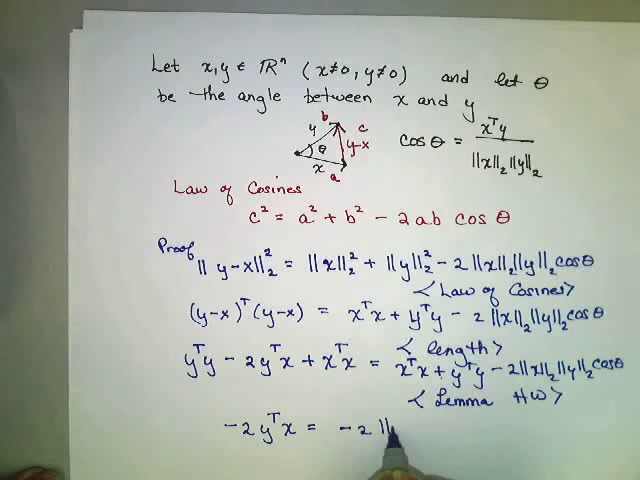 Let x, y ∈ ℝⁿ (x≠0, y≠0) and let θ
be the angle between x and y
b
y c
θ y-x
x
a
cos θ = xᵀy / ||x||₂ ||y||₂
Law of Cosines
c² = a² + b² - 2ab cos θ
Proof
||y-x||₂² = ||x||₂² + ||y||₂² - 2||x||₂||y||₂ cos θ
<Law of Cosines>
(y-x)ᵀ(y-x) = xᵀx + yᵀy - 2||x||₂||y||₂ cos θ
<length>
yᵀy - 2yᵀx + xᵀx = xᵀx + yᵀy - 2||x||₂||y||₂ cos θ
<Lemma HW>
-2yᵀx = -2||